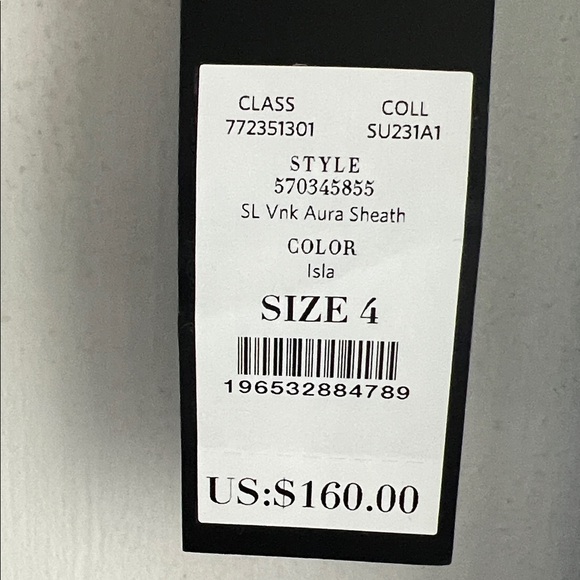 CLASS COLL
772351301 SU231A1
STYLE
570345855
SL Vnk Aura Sheath
COLOR
Isla
SIZE 4
196532884789
US:$160.00